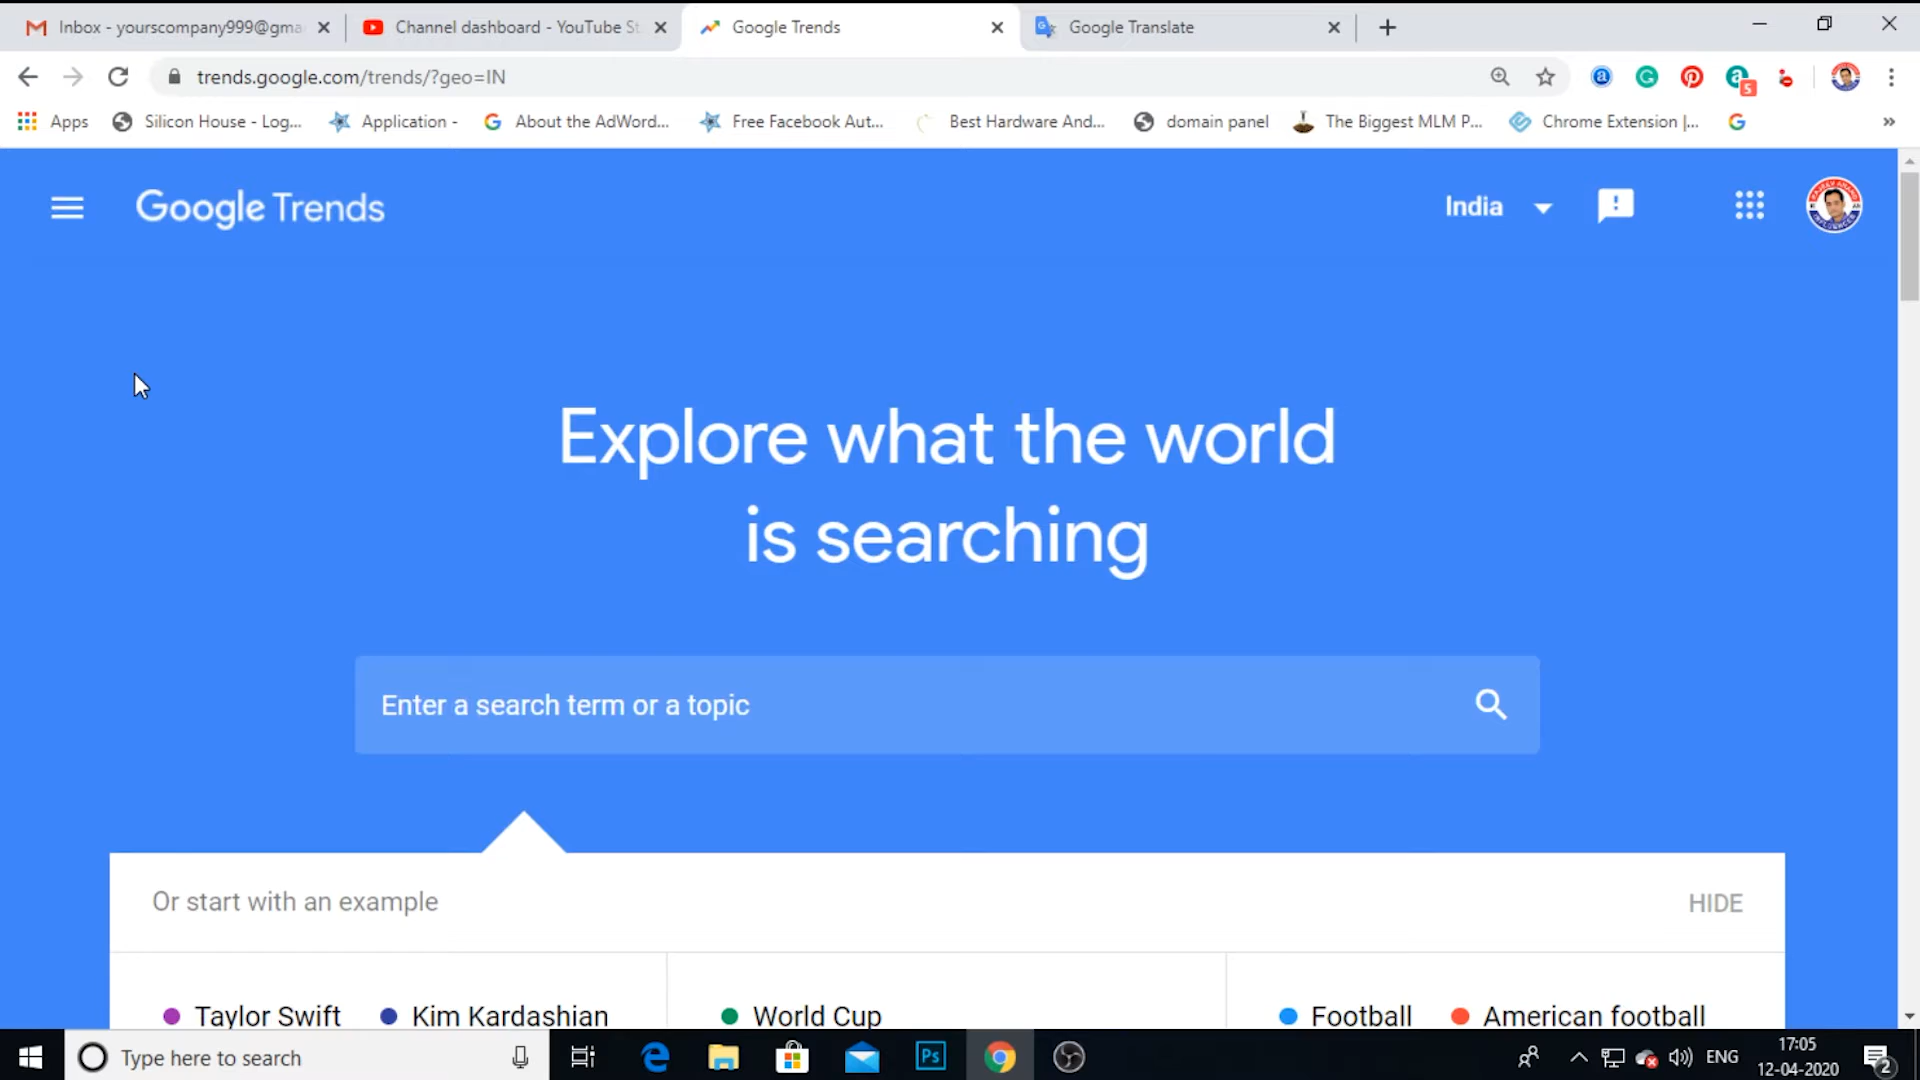 Inbox - yourscompany999@gma
Channel dashboard - YouTube St
Google Trends
Google Translate
trends.google.com/trends/?geo=IN
5
Apps
Silicon House - Log...
Application -
About the AdWord...
Free Facebook Aut...
Best Hardware And...
domain panel
The Biggest MLM P...
Chrome Extension |...
»
Google Trends
India
Explore what the world
is searching
Enter a search term or a topic
Or start with an example
HIDE
Taylor Swift
Kim Kardashian
World Cup
Football
American football
Type here to search
Ps
ENG
17:05
12-04-2020
2